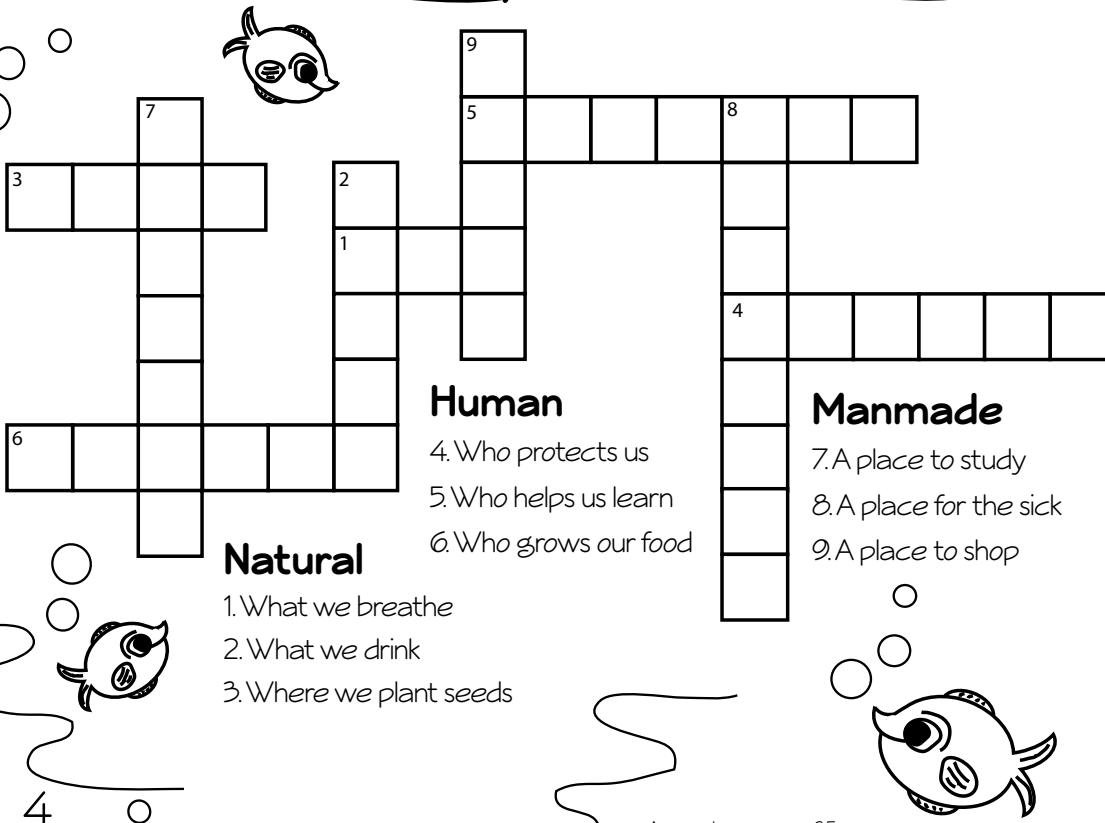 9
7
5
8
3
2
1
4
6
Human
4. Who protects us
5. Who helps us learn
6. Who grows our food
Manmade
7. A place to study
8. A place for the sick
9. A place to shop
Natural
1. What we breathe
2. What we drink
3. Where we plant seeds
4